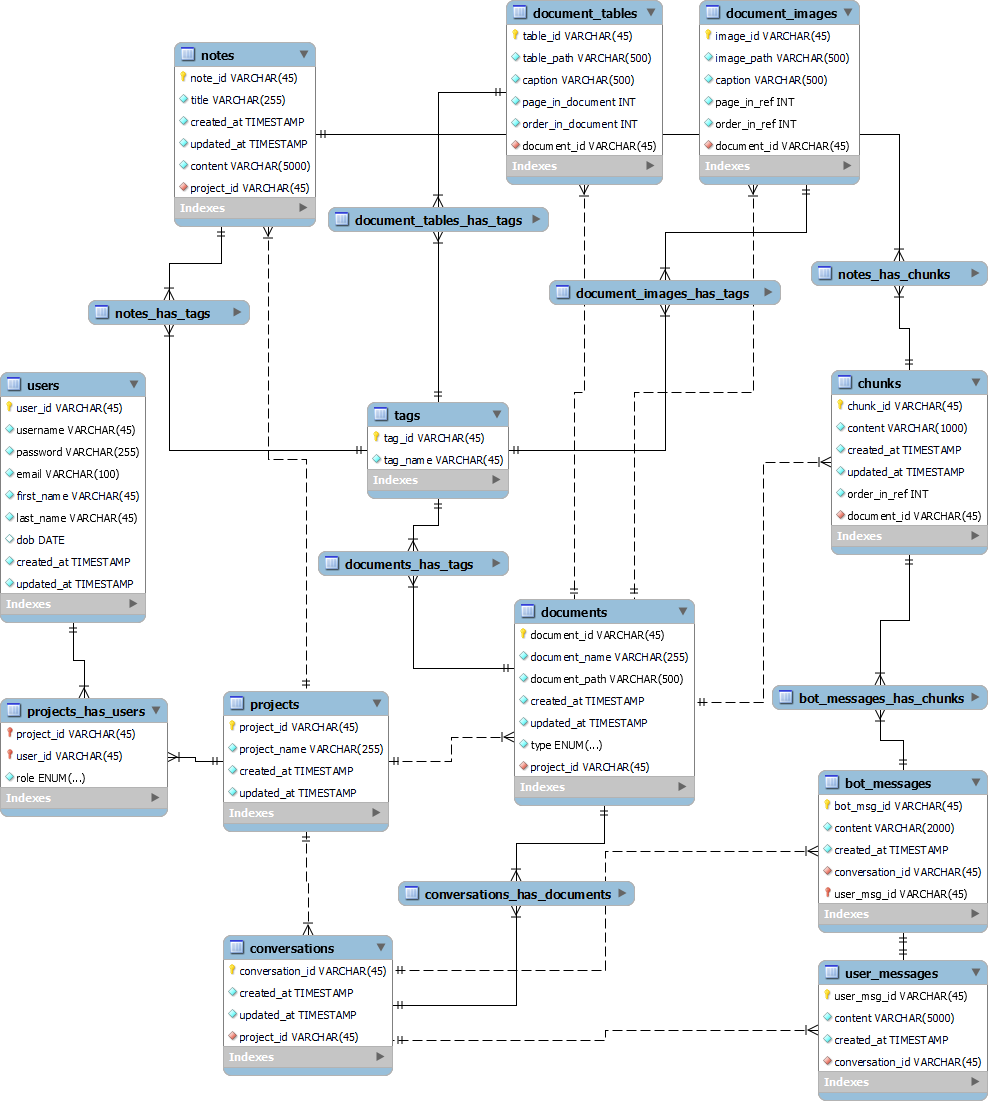 document_tables
table_id VARCHAR(45)
table_path VARCHAR(500)
caption VARCHAR(500)
page_in_document INT
order_in_document INT
document_id VARCHAR(45)
Indexes
document_images
image_id VARCHAR(45)
image_path VARCHAR(500)
caption VARCHAR(500)
page_in_ref INT
order_in_ref INT
document_id VARCHAR(45)
Indexes
notes
note_id VARCHAR(45)
title VARCHAR(255)
created_at TIMESTAMP
updated_at TIMESTAMP
content VARCHAR(5000)
project_id VARCHAR(45)
Indexes
document_tables_has_tags
notes_has_chunks
document_images_has_tags
notes_has_tags
users
user_id VARCHAR(45)
username VARCHAR(45)
password VARCHAR(255)
email VARCHAR(100)
first_name VARCHAR(45)
last_name VARCHAR(45)
dob DATE
created_at TIMESTAMP
updated_at TIMESTAMP
Indexes
tags
tag_id VARCHAR(45)
tag_name VARCHAR(45)
Indexes
chunks
chunk_id VARCHAR(45)
content VARCHAR(1000)
created_at TIMESTAMP
updated_at TIMESTAMP
order_in_ref INT
document_id VARCHAR(45)
Indexes
documents_has_tags
documents
document_id VARCHAR(45)
document_name VARCHAR(255)
document_path VARCHAR(500)
created_at TIMESTAMP
updated_at TIMESTAMP
type ENUM(...)
project_id VARCHAR(45)
Indexes
projects_has_users
project_id VARCHAR(45)
user_id VARCHAR(45)
role ENUM(...)
Indexes
projects
project_id VARCHAR(45)
project_name VARCHAR(255)
created_at TIMESTAMP
updated_at TIMESTAMP
Indexes
bot_messages_has_chunks
bot_messages
bot_msg_id VARCHAR(45)
content VARCHAR(2000)
created_at TIMESTAMP
conversation_id VARCHAR(45)
user_msg_id VARCHAR(45)
Indexes
conversations_has_documents
conversations
conversation_id VARCHAR(45)
created_at TIMESTAMP
updated_at TIMESTAMP
project_id VARCHAR(45)
Indexes
user_messages
user_msg_id VARCHAR(45)
content VARCHAR(5000)
created_at TIMESTAMP
conversation_id VARCHAR(45)
Indexes